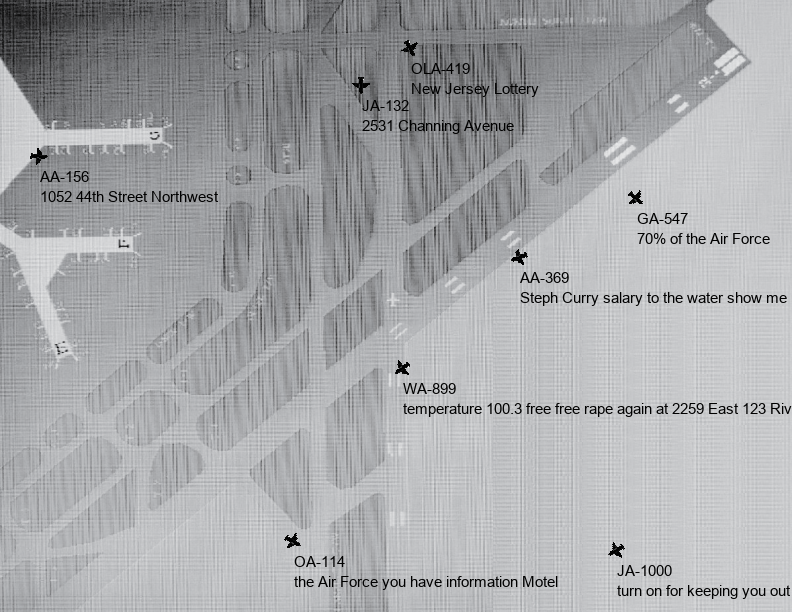 OLA-419
New Jersey Lottery
JA-132
2531 Channing Avenue
AA-156
1052 44th Street Northwest
GA-547
70% of the Air Force
AA-369
Steph Curry salary to the water show me
WA-899
temperature 100.3 free free rape again at 2259 East 123 Riv
OA-114
the Air Force you have information Motel
JA-1000
turn on for keeping you out